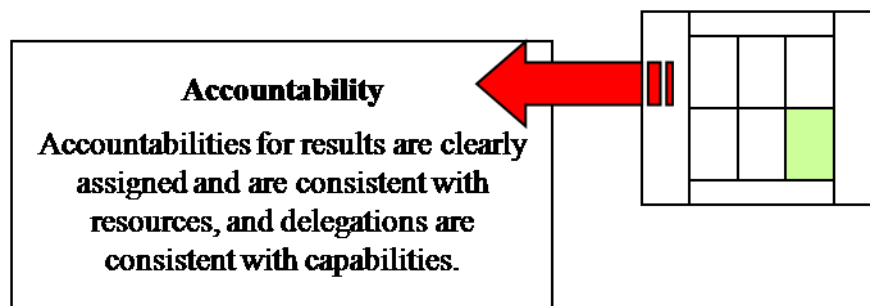 Accountability
Accountabilities for results are clearly
assigned and are consistent with
resources, and delegations are
consistent with capabilities.